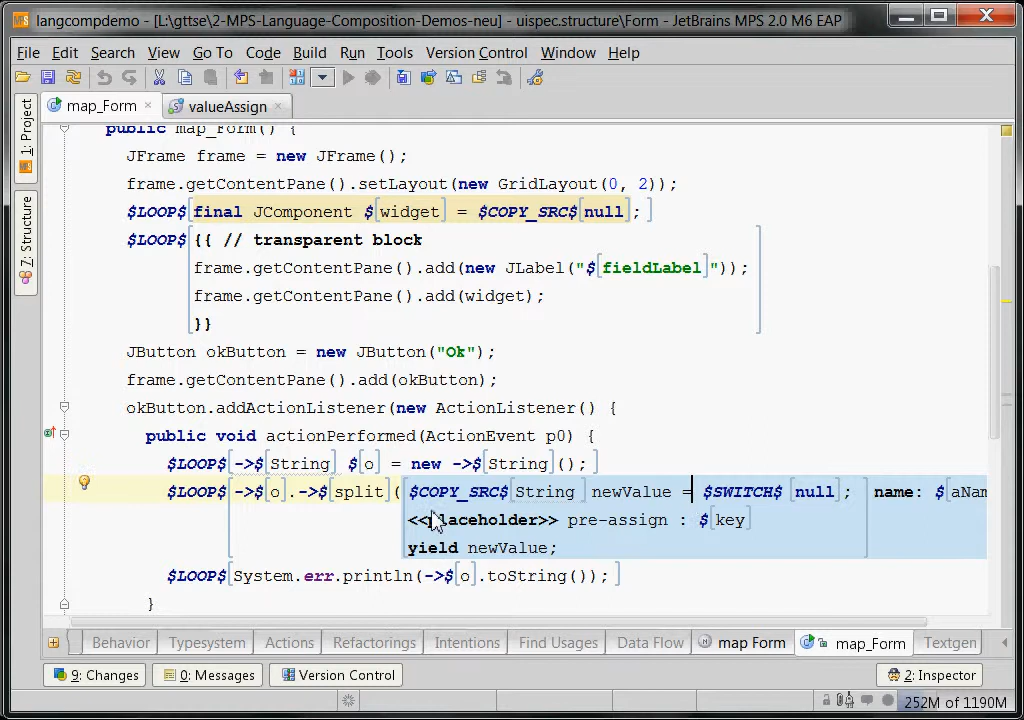 langcompdemo - [L:\gttse\2-MPS-Language-Composition-Demos-neu] - uispec.structure\Form - JetBrains MPS 2.0 M6 EAP
File Edit Search View Go To Code Build Run Tools Version Control Window Help
map_Form valueAssign
1: Project
Z: Structure
public map_Form() {
JFrame frame = new JFrame();
frame.getContentPane().setLayout(new GridLayout(0, 2));
$LOOP$[final JComponent $[widget] = $COPY_SRC$[null];]
$LOOP$[{{ // transparent block
frame.getContentPane().add(new JLabel("$[fieldLabel]"));
frame.getContentPane().add(widget);
}}
JButton okButton = new JButton("Ok");
frame.getContentPane().add(okButton);
okButton.addActionListener(new ActionListener() {
public void actionPerformed(ActionEvent p0) {
$LOOP$[->$[String] $[o] = new ->$[String]();]
$LOOP$[->$[o].->$[split]($COPY_SRC$[String] newValue = $SWITCH$[null]; name: $[aNam
<<placeholder>> pre-assign : $[key]
yield newValue;
$LOOP$[System.err.println(->$[o].toString());]
}
Behavior Typesystem Actions Refactorings Intentions Find Usages Data Flow map Form map_Form Textgen
9: Changes 0: Messages Version Control 2: Inspector
252M of 1190M